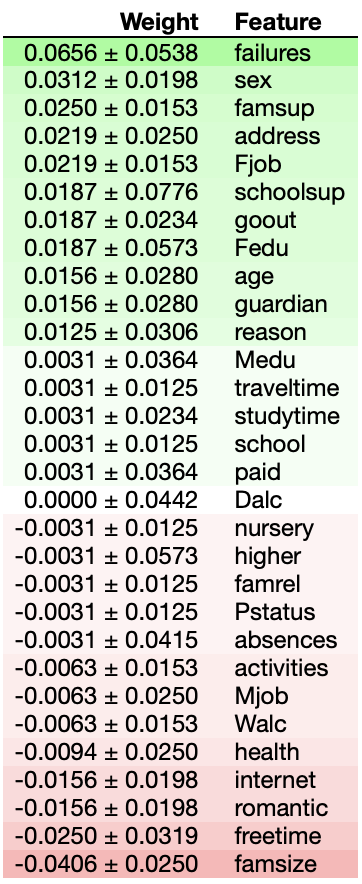 Weight Feature
0.0656 ± 0.0538 failures
0.0312 ± 0.0198 sex
0.0250 ± 0.0153 famsup
0.0219 ± 0.0250 address
0.0219 ± 0.0153 Fjob
0.0187 ± 0.0776 schoolsup
0.0187 ± 0.0234 goout
0.0187 ± 0.0573 Fedu
0.0156 ± 0.0280 age
0.0156 ± 0.0280 guardian
0.0125 ± 0.0306 reason
0.0031 ± 0.0364 Medu
0.0031 ± 0.0125 traveltime
0.0031 ± 0.0234 studytime
0.0031 ± 0.0125 school
0.0031 ± 0.0364 paid
0.0000 ± 0.0442 Dalc
-0.0031 ± 0.0125 nursery
-0.0031 ± 0.0573 higher
-0.0031 ± 0.0125 famrel
-0.0031 ± 0.0125 Pstatus
-0.0031 ± 0.0415 absences
-0.0063 ± 0.0153 activities
-0.0063 ± 0.0250 Mjob
-0.0063 ± 0.0153 Walc
-0.0094 ± 0.0250 health
-0.0156 ± 0.0198 internet
-0.0156 ± 0.0198 romantic
-0.0250 ± 0.0319 freetime
-0.0406 ± 0.0250 famsize